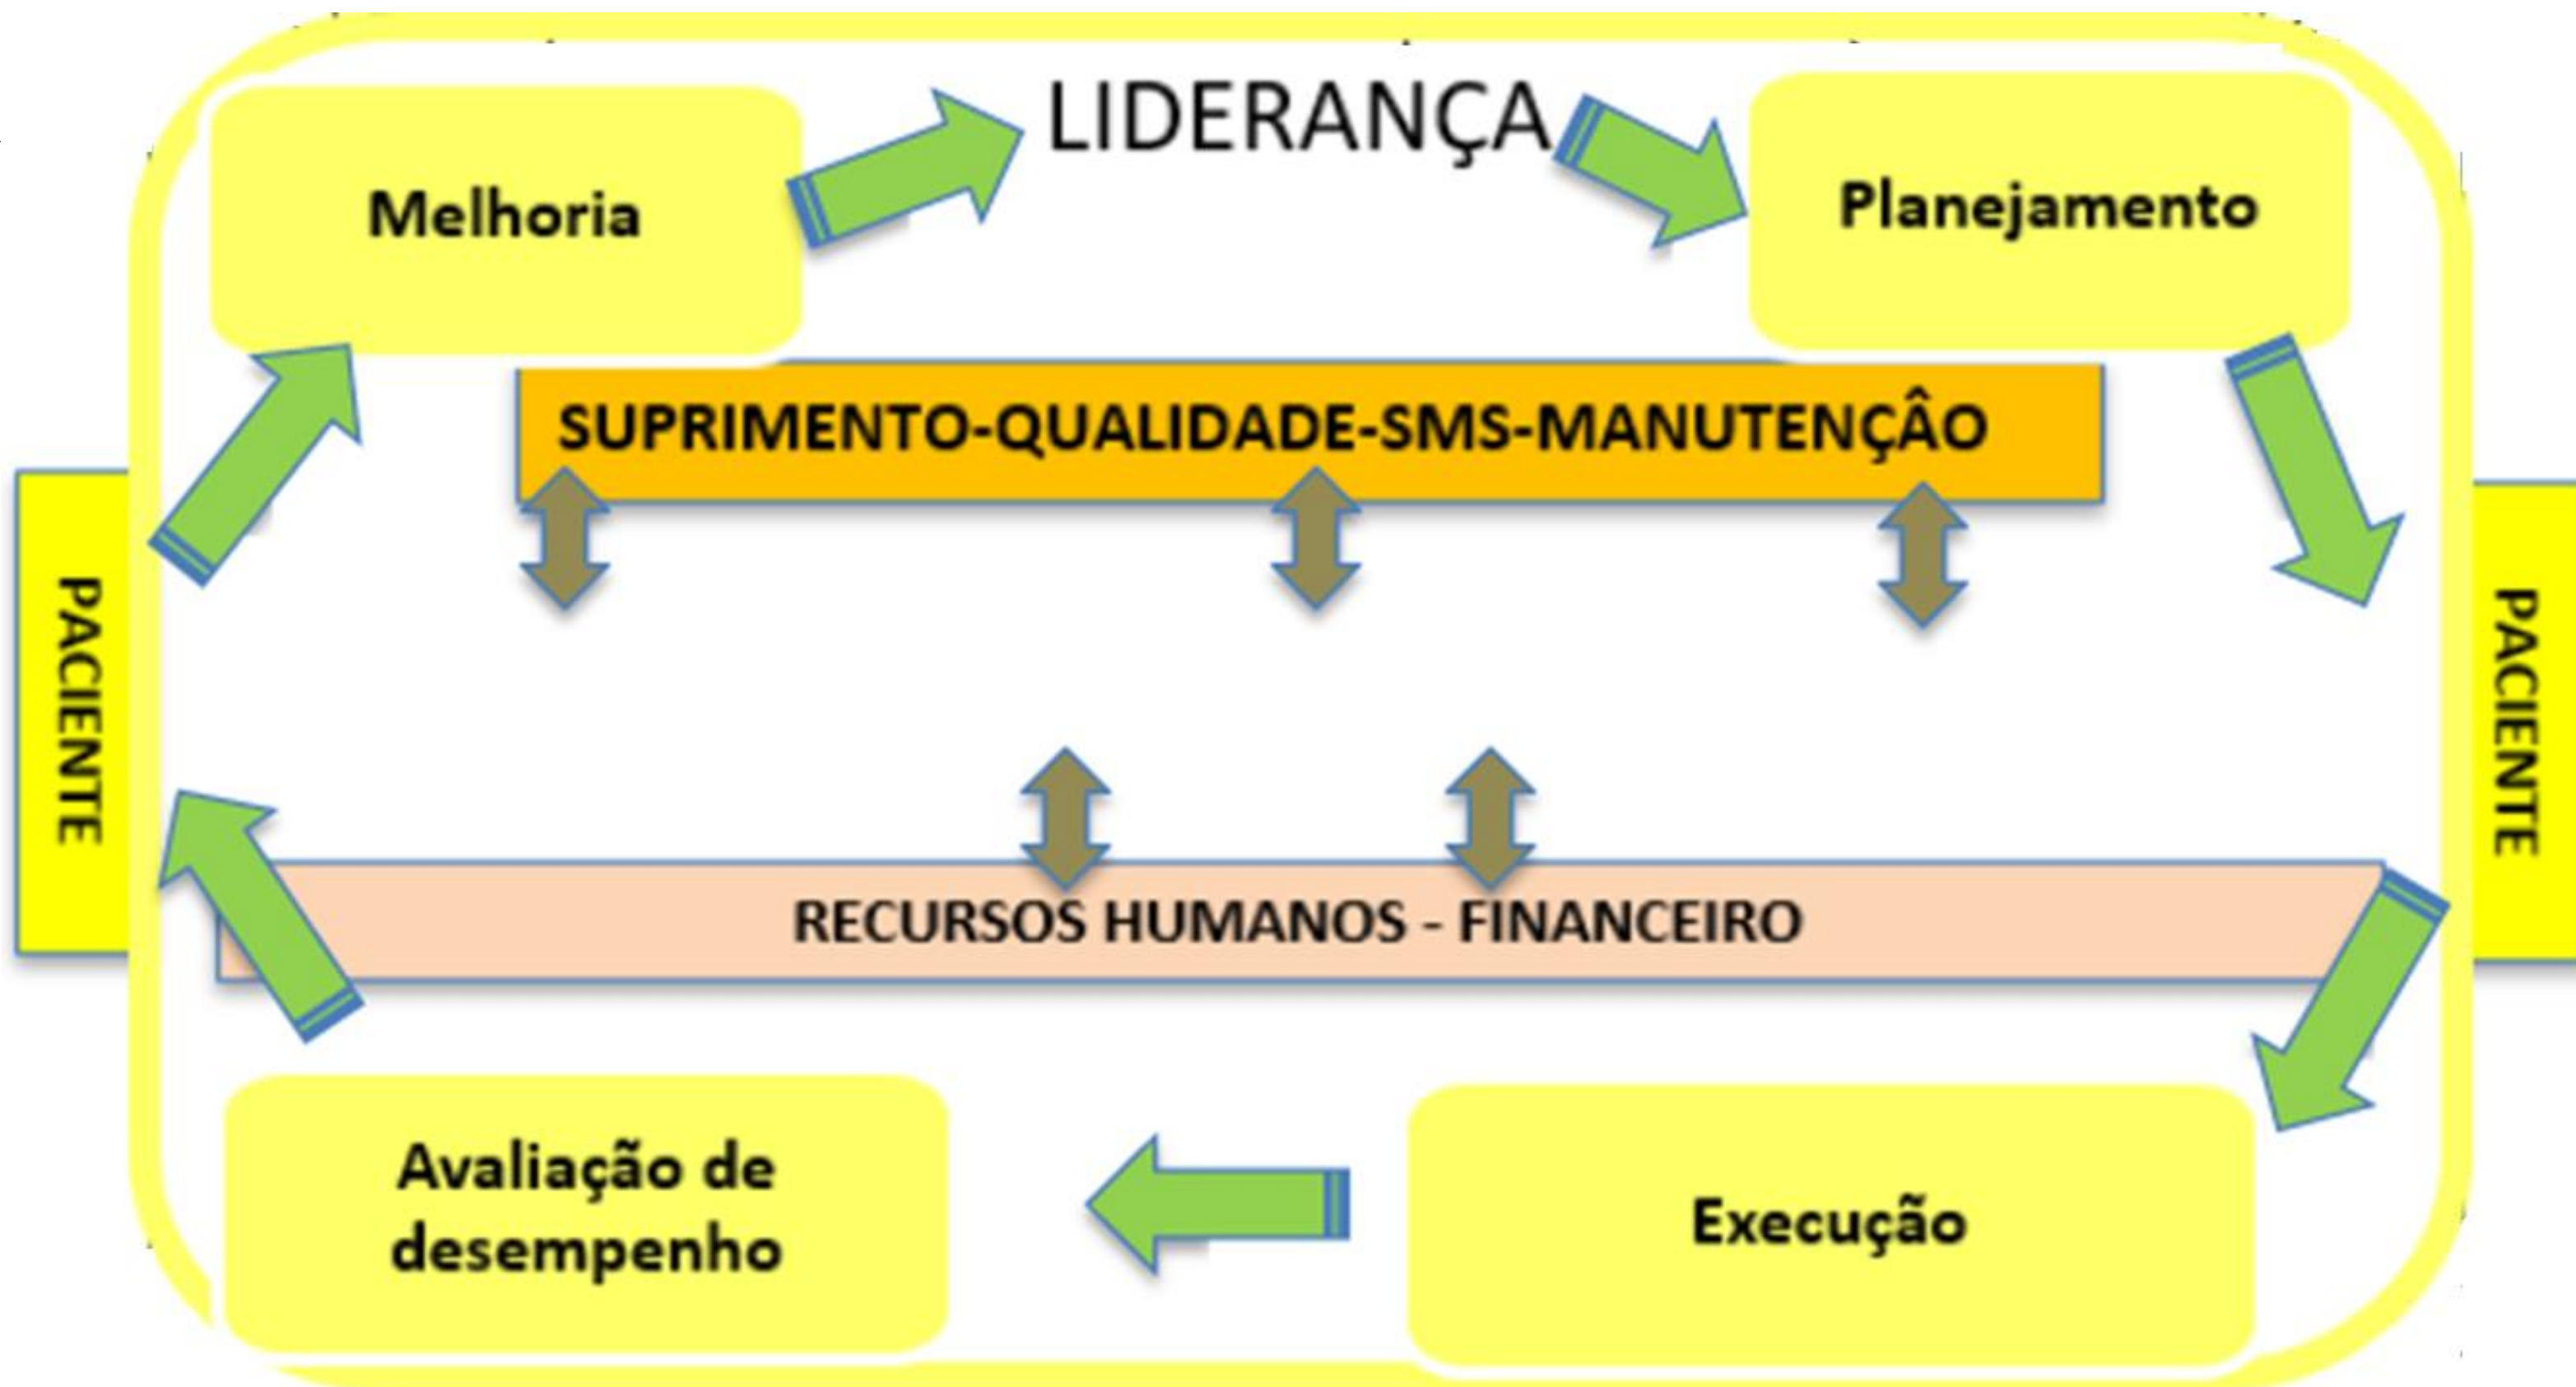 LIDERANÇA
Melhoria
Planejamento
SUPRIMENTO-QUALIDADE-SMS-MANUTENÇÂO
PACIENTE
PACIENTE
RECURSOS HUMANOS - FINANCEIRO
Avaliação de
desempenho
Execução